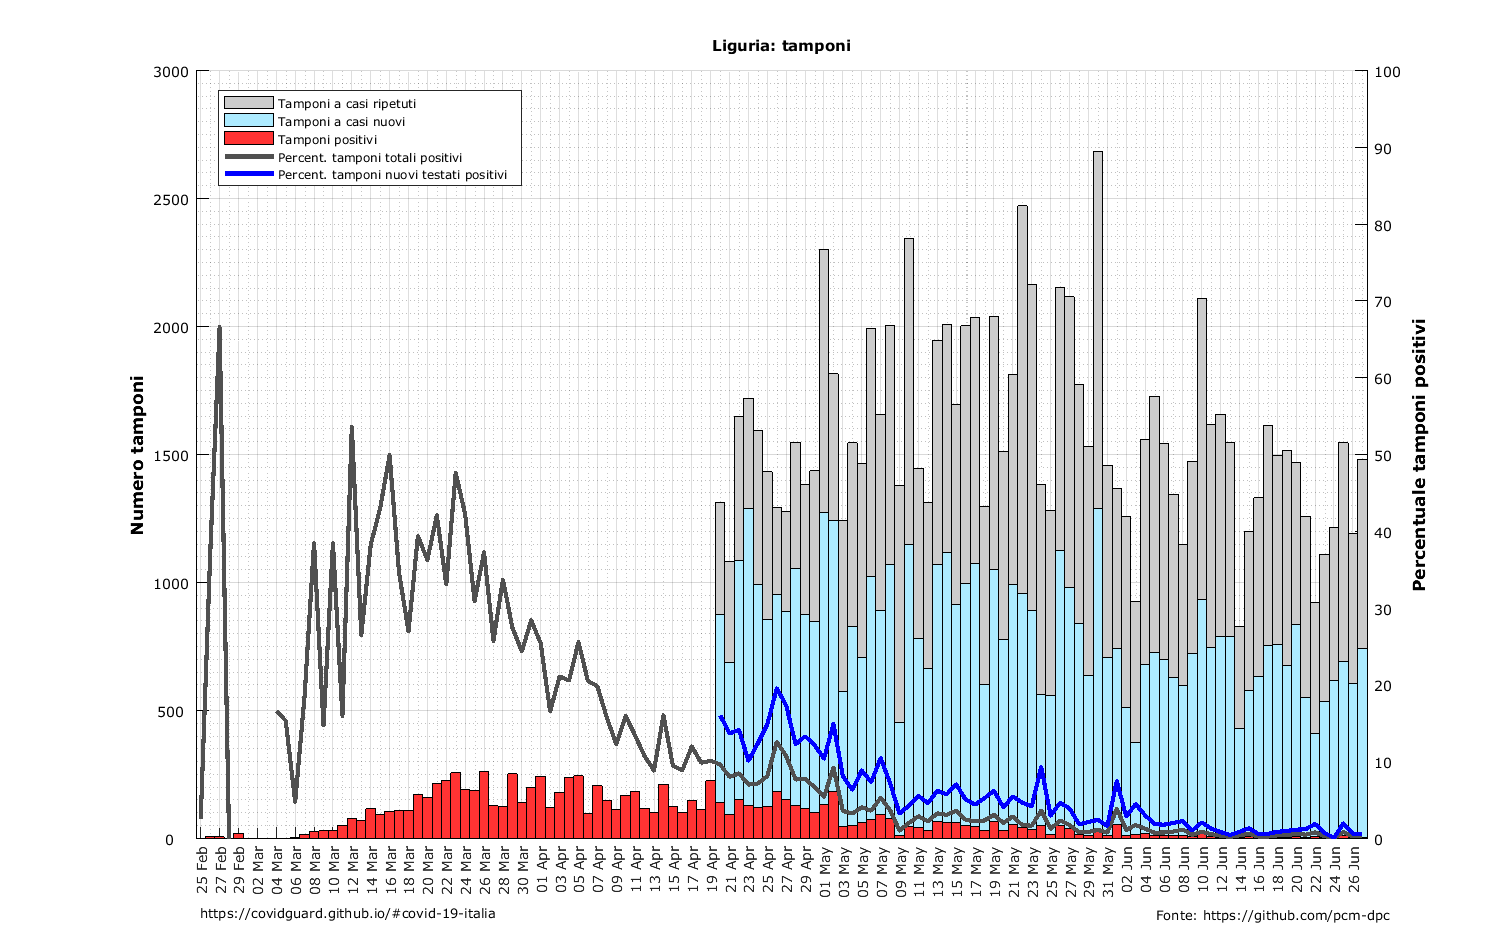 Liguria: tamponi
3000
2500
2000
1500
1000
500
0
Numero tamponi
100
90
80
70
60
50
40
30
20
10
0
Percentuale tamponi positivi
Tamponi a casi ripetuti
Tamponi a casi nuovi
Tamponi positivi
Percent. tamponi totali positivi
Percent. tamponi nuovi testati positivi
25 Feb
27 Feb
29 Feb
02 Mar
04 Mar
06 Mar
08 Mar
10 Mar
12 Mar
14 Mar
16 Mar
18 Mar
20 Mar
22 Mar
24 Mar
26 Mar
28 Mar
30 Mar
01 Apr
03 Apr
05 Apr
07 Apr
09 Apr
11 Apr
13 Apr
15 Apr
17 Apr
19 Apr
21 Apr
23 Apr
25 Apr
27 Apr
29 Apr
01 May
03 May
05 May
07 May
09 May
11 May
13 May
15 May
17 May
19 May
21 May
23 May
25 May
27 May
29 May
31 May
02 Jun
04 Jun
06 Jun
08 Jun
10 Jun
12 Jun
14 Jun
16 Jun
18 Jun
20 Jun
22 Jun
24 Jun
26 Jun
https://covidguard.github.io/#covid-19-italia
Fonte: https://github.com/pcm-dpc